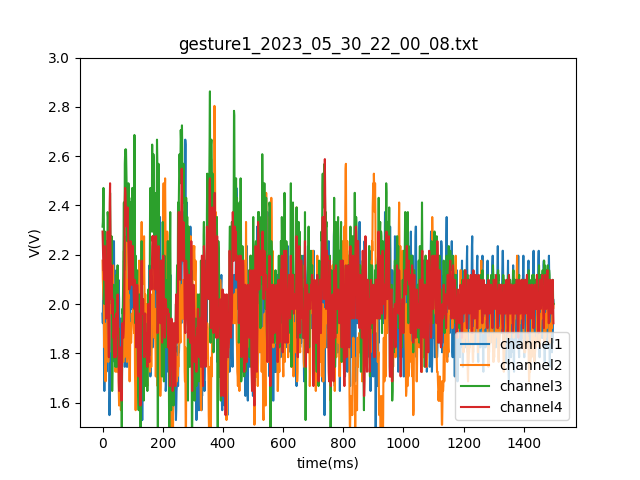 gesture1_2023_05_30_22_00_08.txt
3.0
2.8
2.6
2.4
2.2
2.0
1.8
1.6
V(V)
channel1
channel2
channel3
channel4
0 200 400 600 800 1000 1200 1400
time(ms)